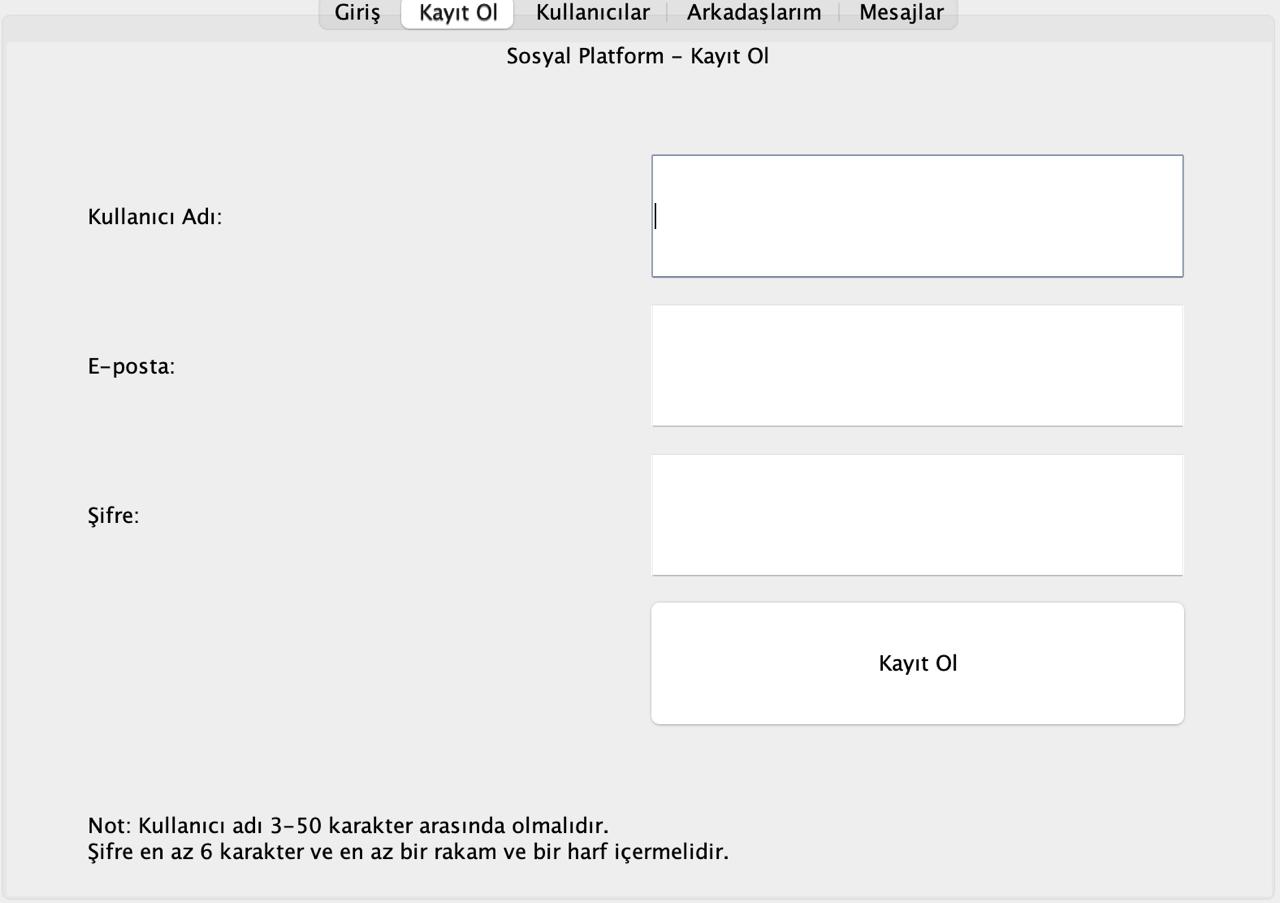 Giriş Kayıt Ol Kullanıcılar Arkadaşlarım Mesajlar
Sosyal Platform - Kayıt Ol
Kullanıcı Adı:
E-posta:
Şifre:
Kayıt Ol
Not: Kullanıcı adı 3-50 karakter arasında olmalıdır.
Şifre en az 6 karakter ve en az bir rakam ve bir harf içermelidir.